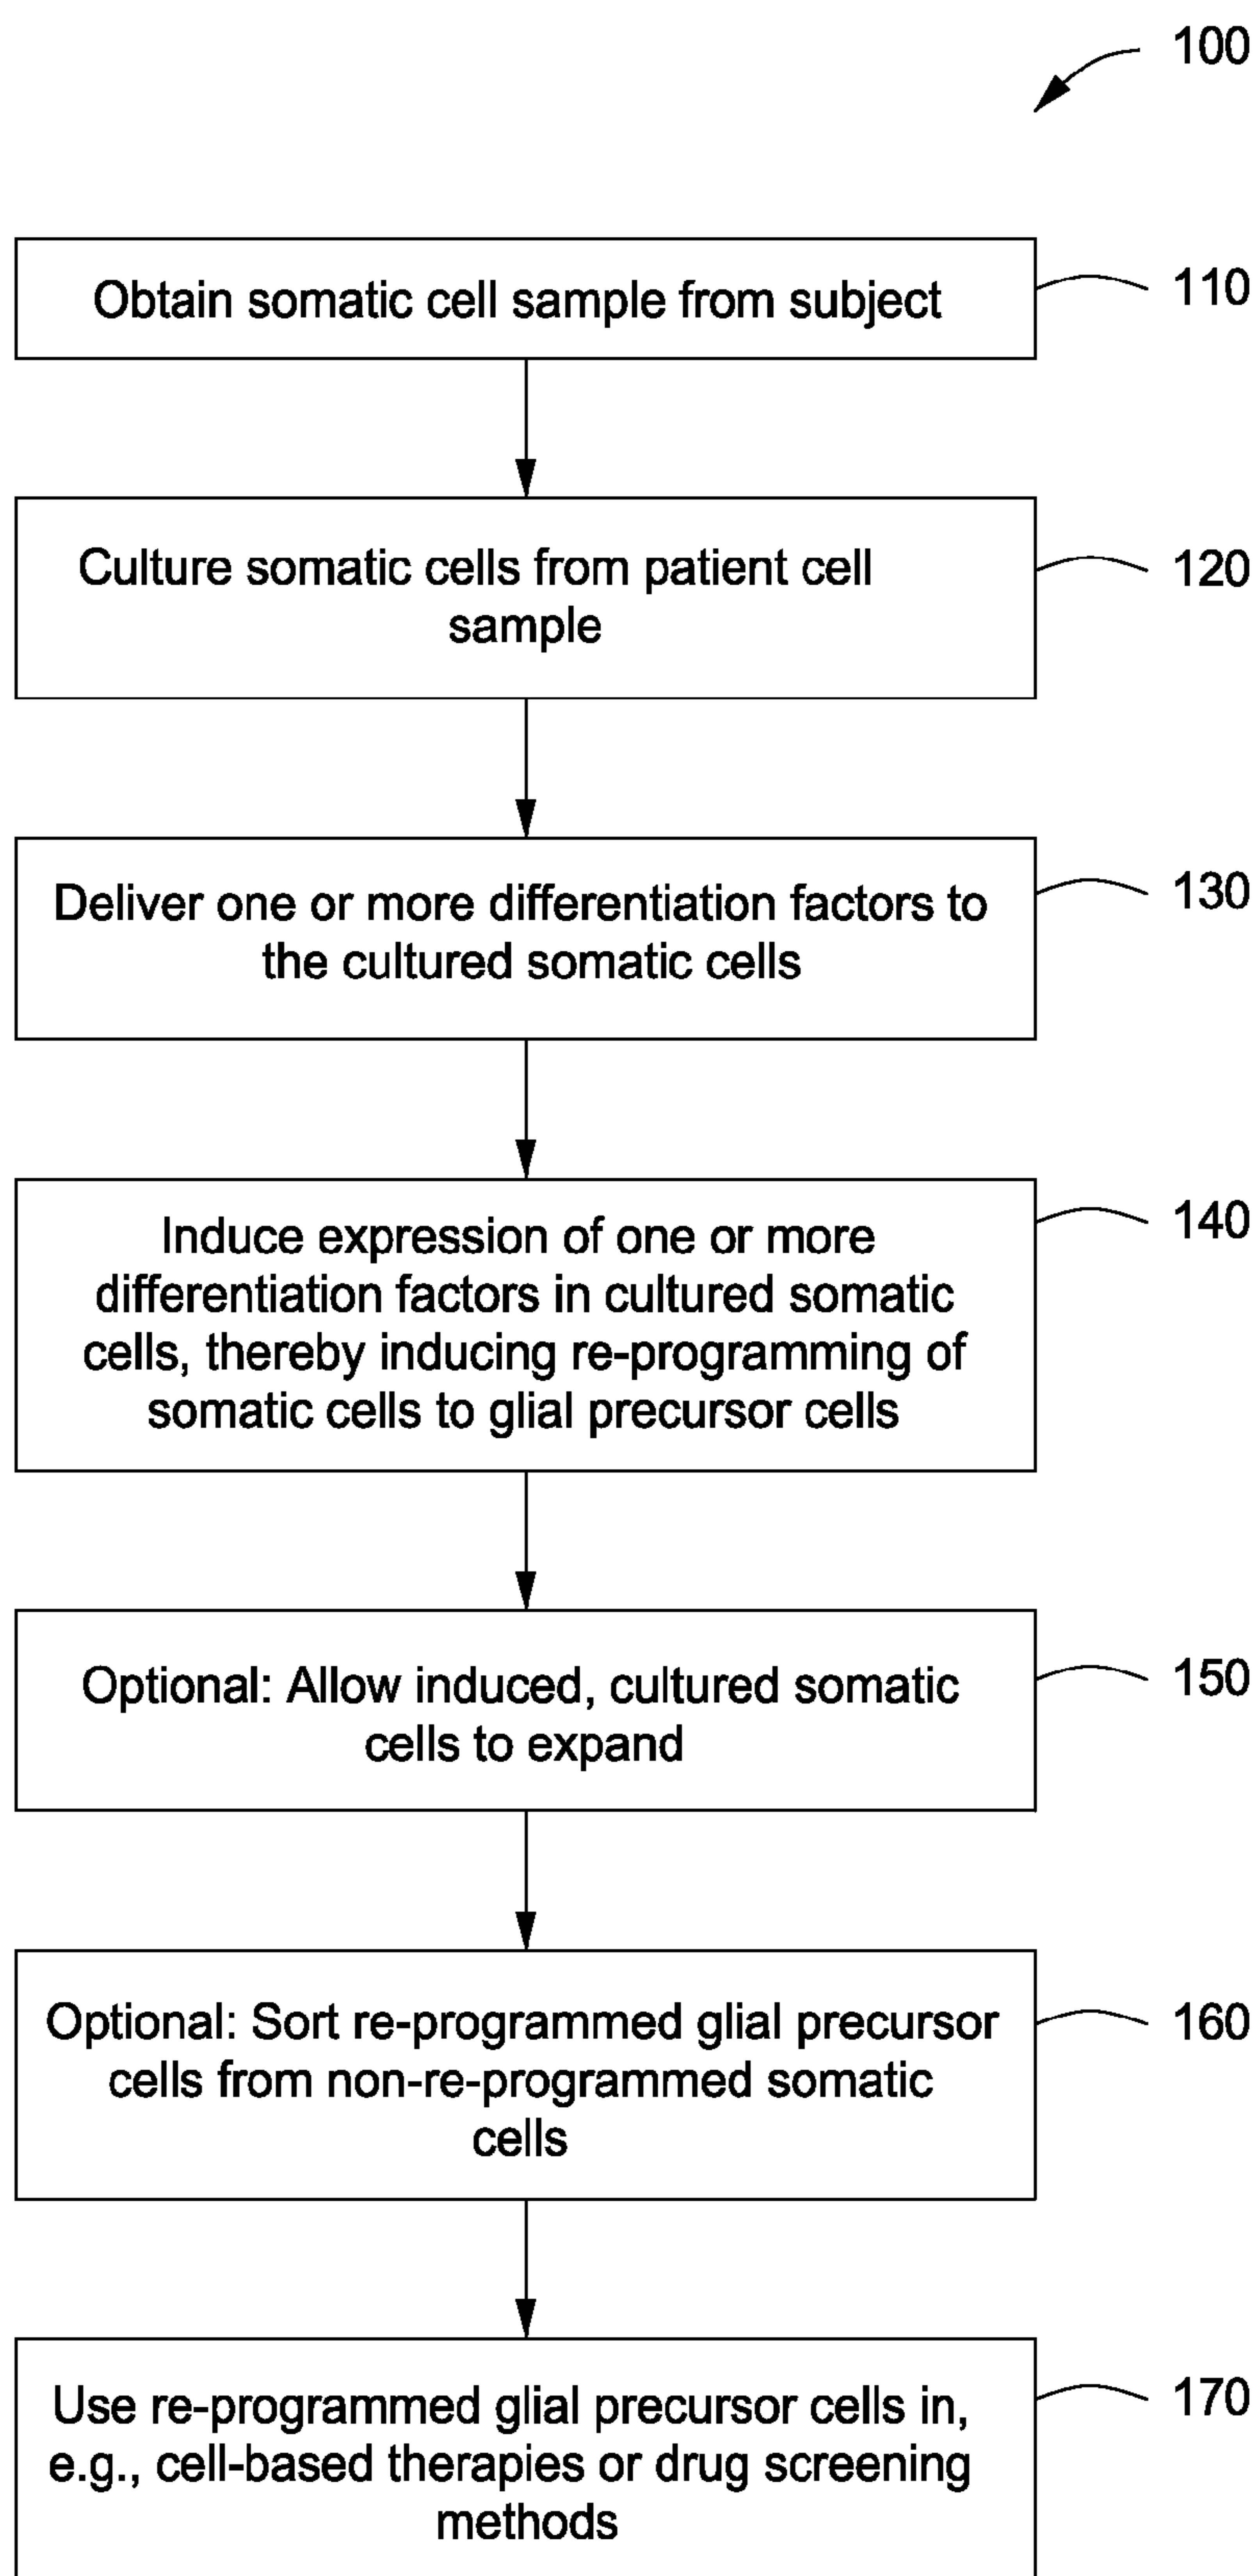 100
Obtain somatic cell sample from subject
110
Culture somatic cells from patient cell
sample
120
Deliver one or more differentiation factors to
the cultured somatic cells
130
Induce expression of one or more
differentiation factors in cultured somatic
cells, thereby inducing re-programming of
somatic cells to glial precursor cells
140
Optional: Allow induced, cultured somatic
cells to expand
150
Optional: Sort re-programmed glial precursor
cells from non-re-programmed somatic
cells
160
Use re-programmed glial precursor cells in,
e.g., cell-based therapies or drug screening
methods
170